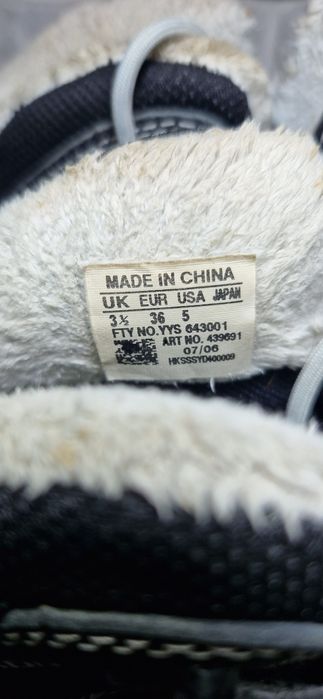 MADE IN CHINA
UK EUR USA JAPAN
3½ 36 5
FTY NO.YYS 643001
ART NO. 439691
07/06
HKSSSYD400009